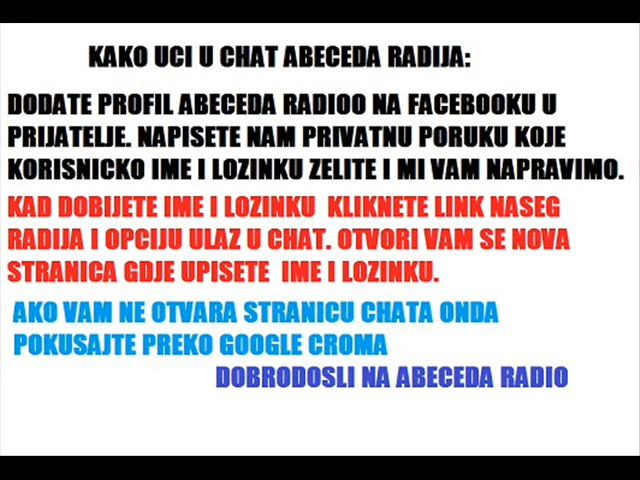 KAKO UCI U CHAT ABECEDA RADIJA:
DODATE PROFIL ABECEDA RADIOO NA FACEBOOKU U
PRIJATELJE. NAPISETE NAM PRIVATNU PORUKU KOJE
KORISNICKO IME I LOZINKU ZELITE I MI VAM NAPRAVIMO.
KAD DOBIJETE IME I LOZINKU KLIKNETE LINK NASEG
RADIJA I OPCIJU ULAZ U CHAT. OTVORI VAM SE NOVA
STRANICA GDJE UPISETE IME I LOZINKU.
AKO VAM NE OTVARA STRANICU CHATA ONDA
POKUSAJTE PREKO GOOGLE CROMA
DOBRODOSLI NA ABECEDA RADIO